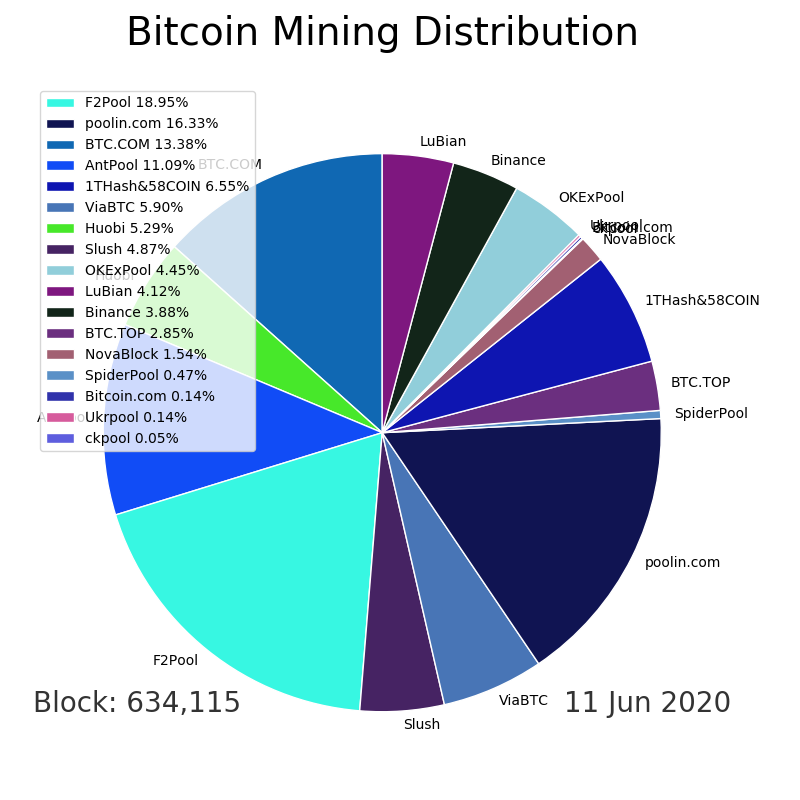 Bitcoin Mining Distribution
F2Pool 18.95%
poolin.com 16.33%
BTC.COM 13.38%
AntPool 11.09%
1THash&58COIN 6.55%
ViaBTC 5.90%
Huobi 5.29%
Slush 4.87%
OKExPool 4.45%
LuBian 4.12%
Binance 3.88%
BTC.TOP 2.85%
NovaBlock 1.54%
SpiderPool 0.47%
Bitcoin.com 0.14%
Ukrpool 0.14%
ckpool 0.05%
BTC.COM
LuBian
Binance
OKExPool
Ukrpool
NovaBlock
1THash&58COIN
BTC.TOP
SpiderPool
poolin.com
ViaBTC
Slush
F2Pool
Block: 634,115
11 Jun 2020